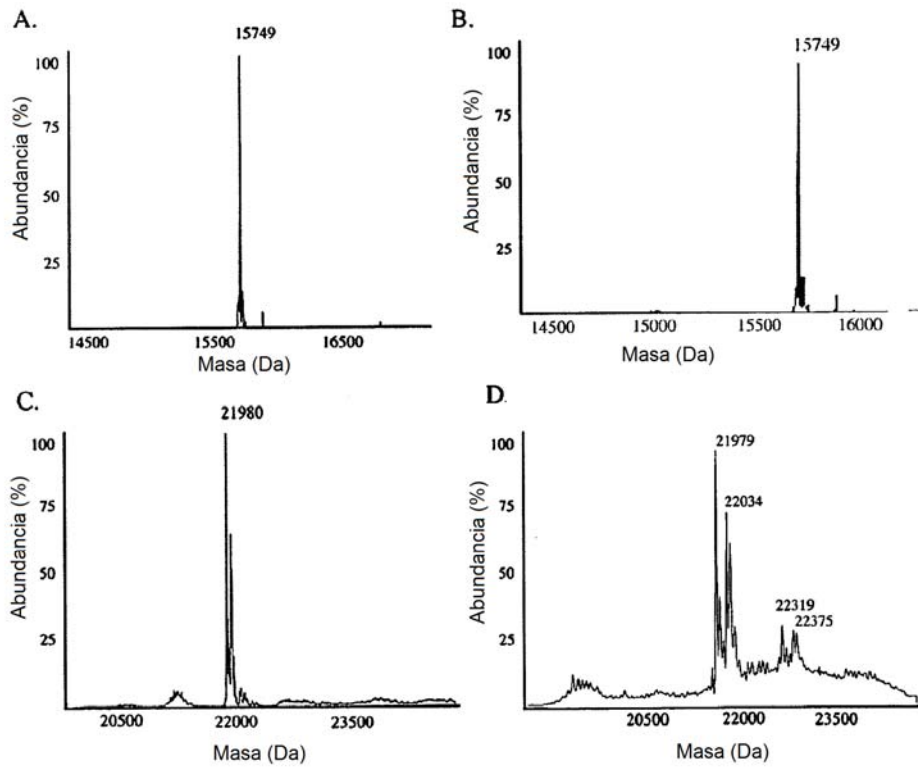 A.
15749
100
75
50
25
Abundancia (%)
14500 15500 16500
Masa (Da)
B.
15749
100
75
50
25
Abundancia (%)
14500 15000 15500 16000
Masa (Da)
C.
21980
100
75
50
25
Abundancia (%)
20500 22000 23500
Masa (Da)
D.
21979
22034
22319
22375
100
75
50
25
Abundancia (%)
20500 22000 23500
Masa (Da)